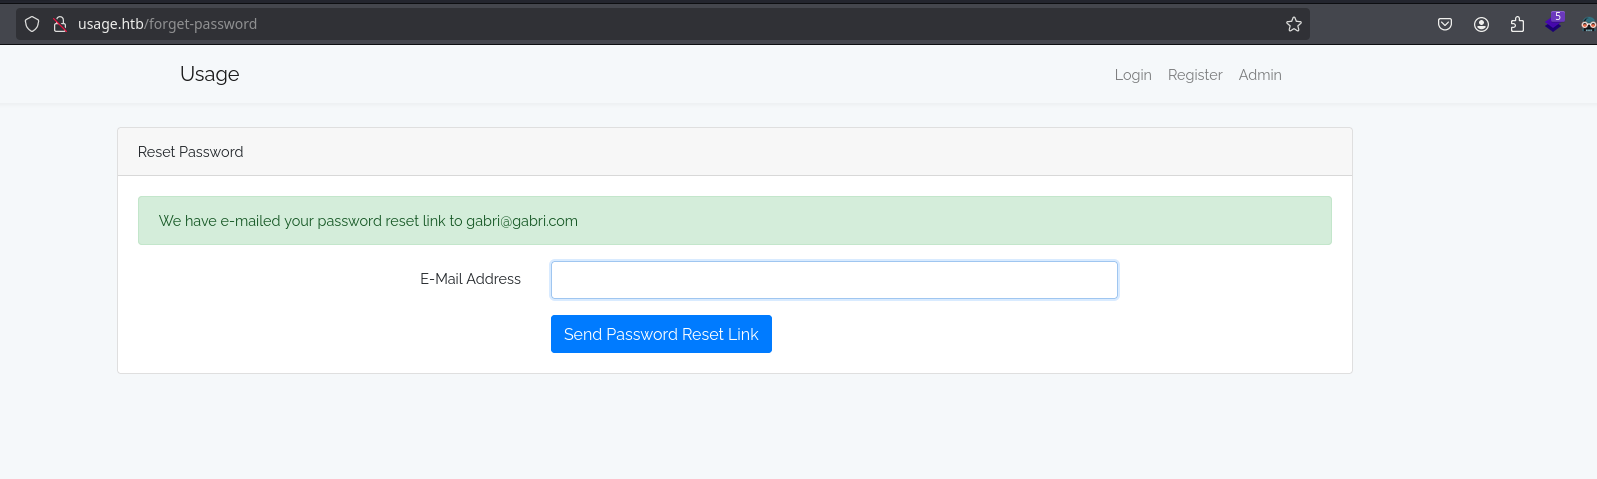 usage.htb/forget-password
5
Usage
Login Register Admin
Reset Password
We have e-mailed your password reset link to gabri@gabri.com
E-Mail Address
Send Password Reset Link